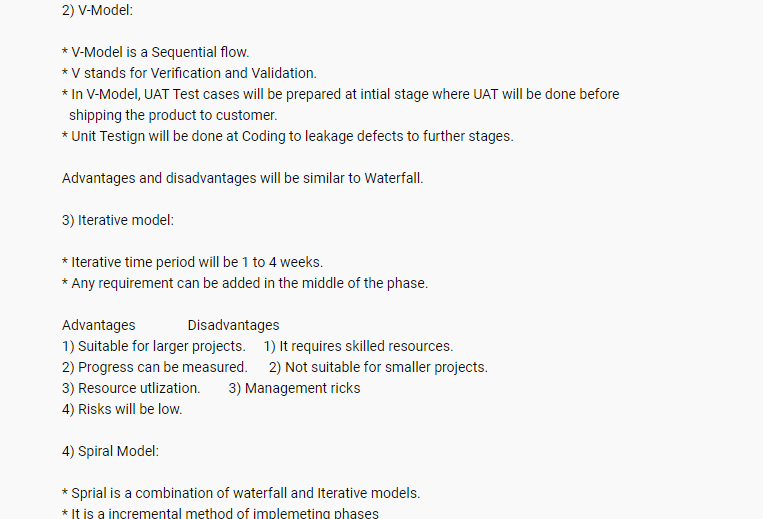 2) V-Model:
* V-Model is a Sequential flow.
* V stands for Verification and Validation.
* In V-Model, UAT Test cases will be prepared at intial stage where UAT will be done before
shipping the product to customer.
* Unit Testign will be done at Coding to leakage defects to further stages.
Advantages and disadvantages will be similar to Waterfall.
3) Iterative model:
* Iterative time period will be 1 to 4 weeks.
* Any requirement can be added in the middle of the phase.
Advantages Disadvantages
1) Suitable for larger projects. 1) It requires skilled resources.
2) Progress can be measured. 2) Not suitable for smaller projects.
3) Resource utlization. 3) Management ricks
4) Risks will be low.
4) Spiral Model:
* Sprial is a combination of waterfall and Iterative models.
* It is a incremental method of implemeting phases